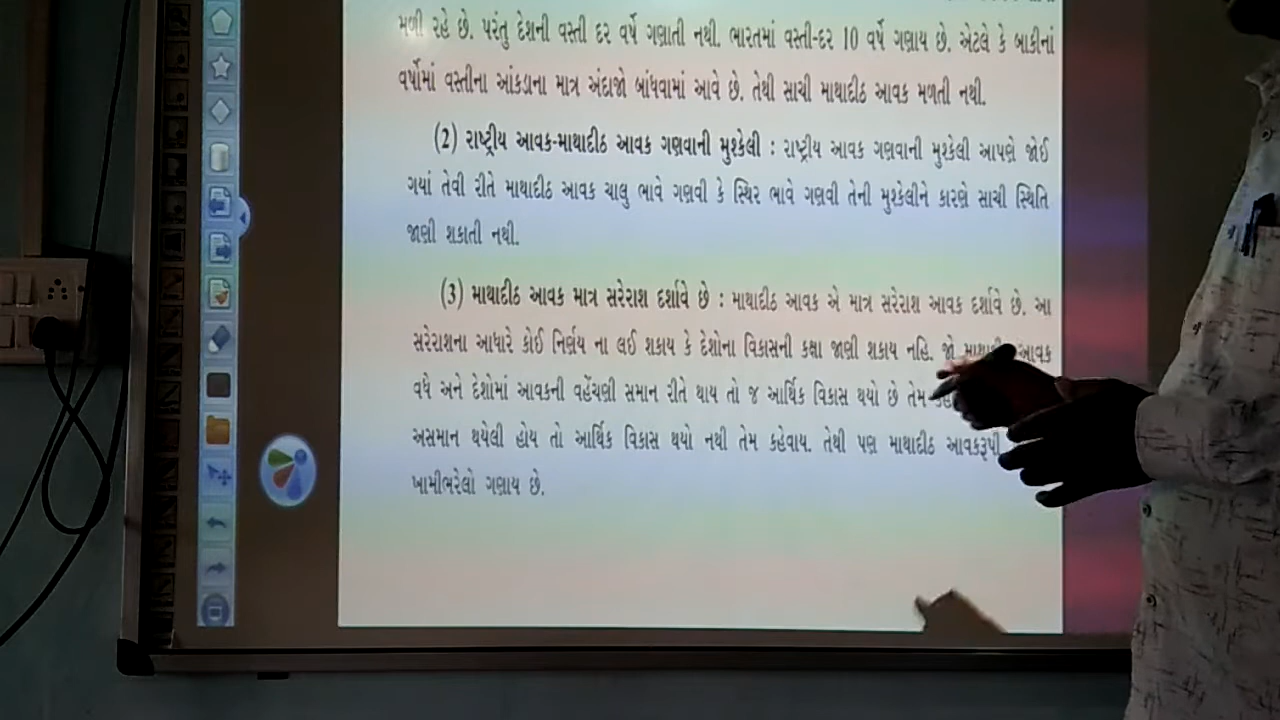 મળી રહે છે. પરંતુ દેશની વસ્તી દર વર્ષે ગણાતી નથી. ભારતમાં વસ્તી-દર 10 વર્ષે ગણાય છે. એટલે કે બાકીનાં
વર્ષોમાં વસ્તીના આંકડાના માત્ર અંદાજો બાંધવામાં આવે છે. તેથી સાચી માથાદીઠ આવક મળતી નથી.
(2) રાષ્ટ્રીય આવક-માથાદીઠ આવક ગણવાની મુશ્કેલી : રાષ્ટ્રીય આવક ગણવાની મુશ્કેલી આપણે જોઈ
ગયાં તેવી રીતે માથાદીઠ આવક ચાલુ ભાવે ગણવી કે સ્થિર ભાવે ગણવી તેની મુશ્કેલીને કારણે સાચી સ્થિતિ
જાણી શકાતી નથી.
(3) માથાદીઠ આવક માત્ર સરેરાશ દર્શાવે છે : માથાદીઠ આવક એ માત્ર સરેરાશ આવક દર્શાવે છે. આ
સરેરાશના આધારે કોઈ નિર્ણય ના લઈ શકાય કે દેશોના વિકાસની કક્ષા જાણી શકાય નહિ. જો આવક
વધે અને દેશોમાં આવકની વહેંચણી સમાન રીતે થાય તો જ આર્થિક વિકાસ થયો છે તેમ
અસમાન થયેલી હોય તો આર્થિક વિકાસ થયો નથી તેમ કહેવાય. તેથી પણ માથાદીઠ આવકરૂપી
ખામીભરેલો ગણાય છે.